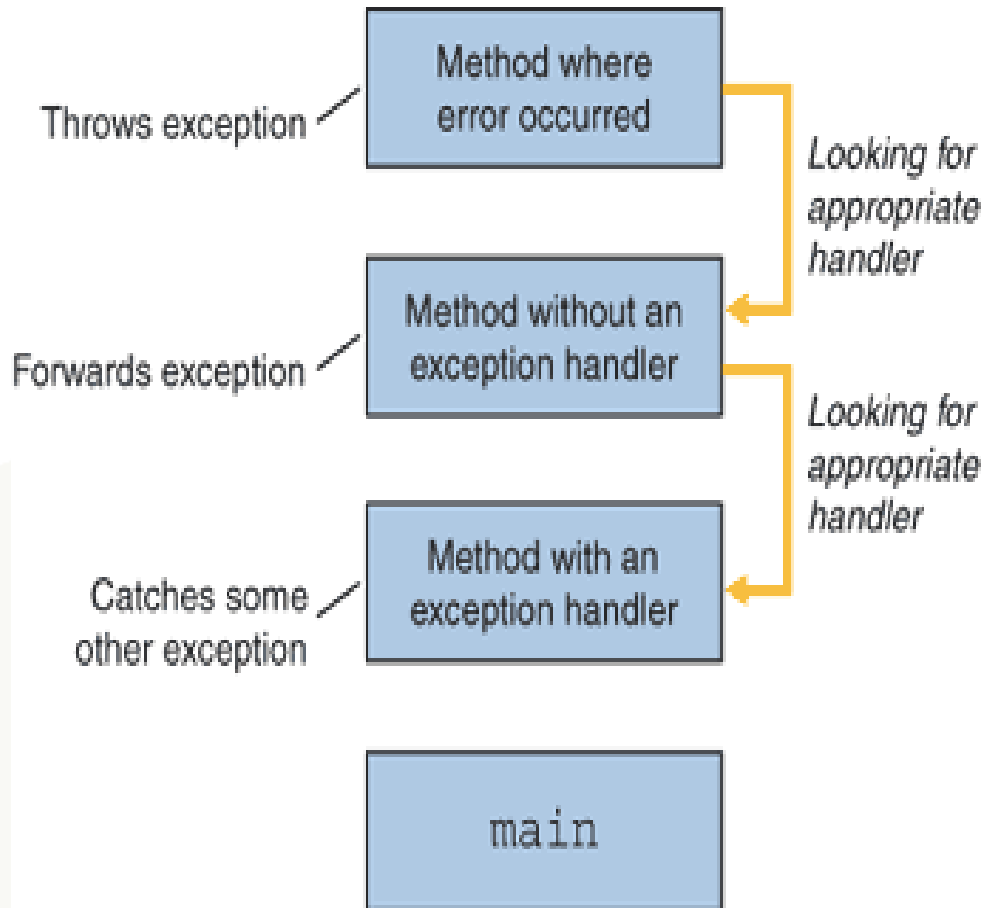 Method where
error occurred
Throws exception
Looking for
appropriate
handler
Method without an
exception handler
Forwards exception
Looking for
appropriate
handler
Method with an
exception handler
Catches some
other exception
main